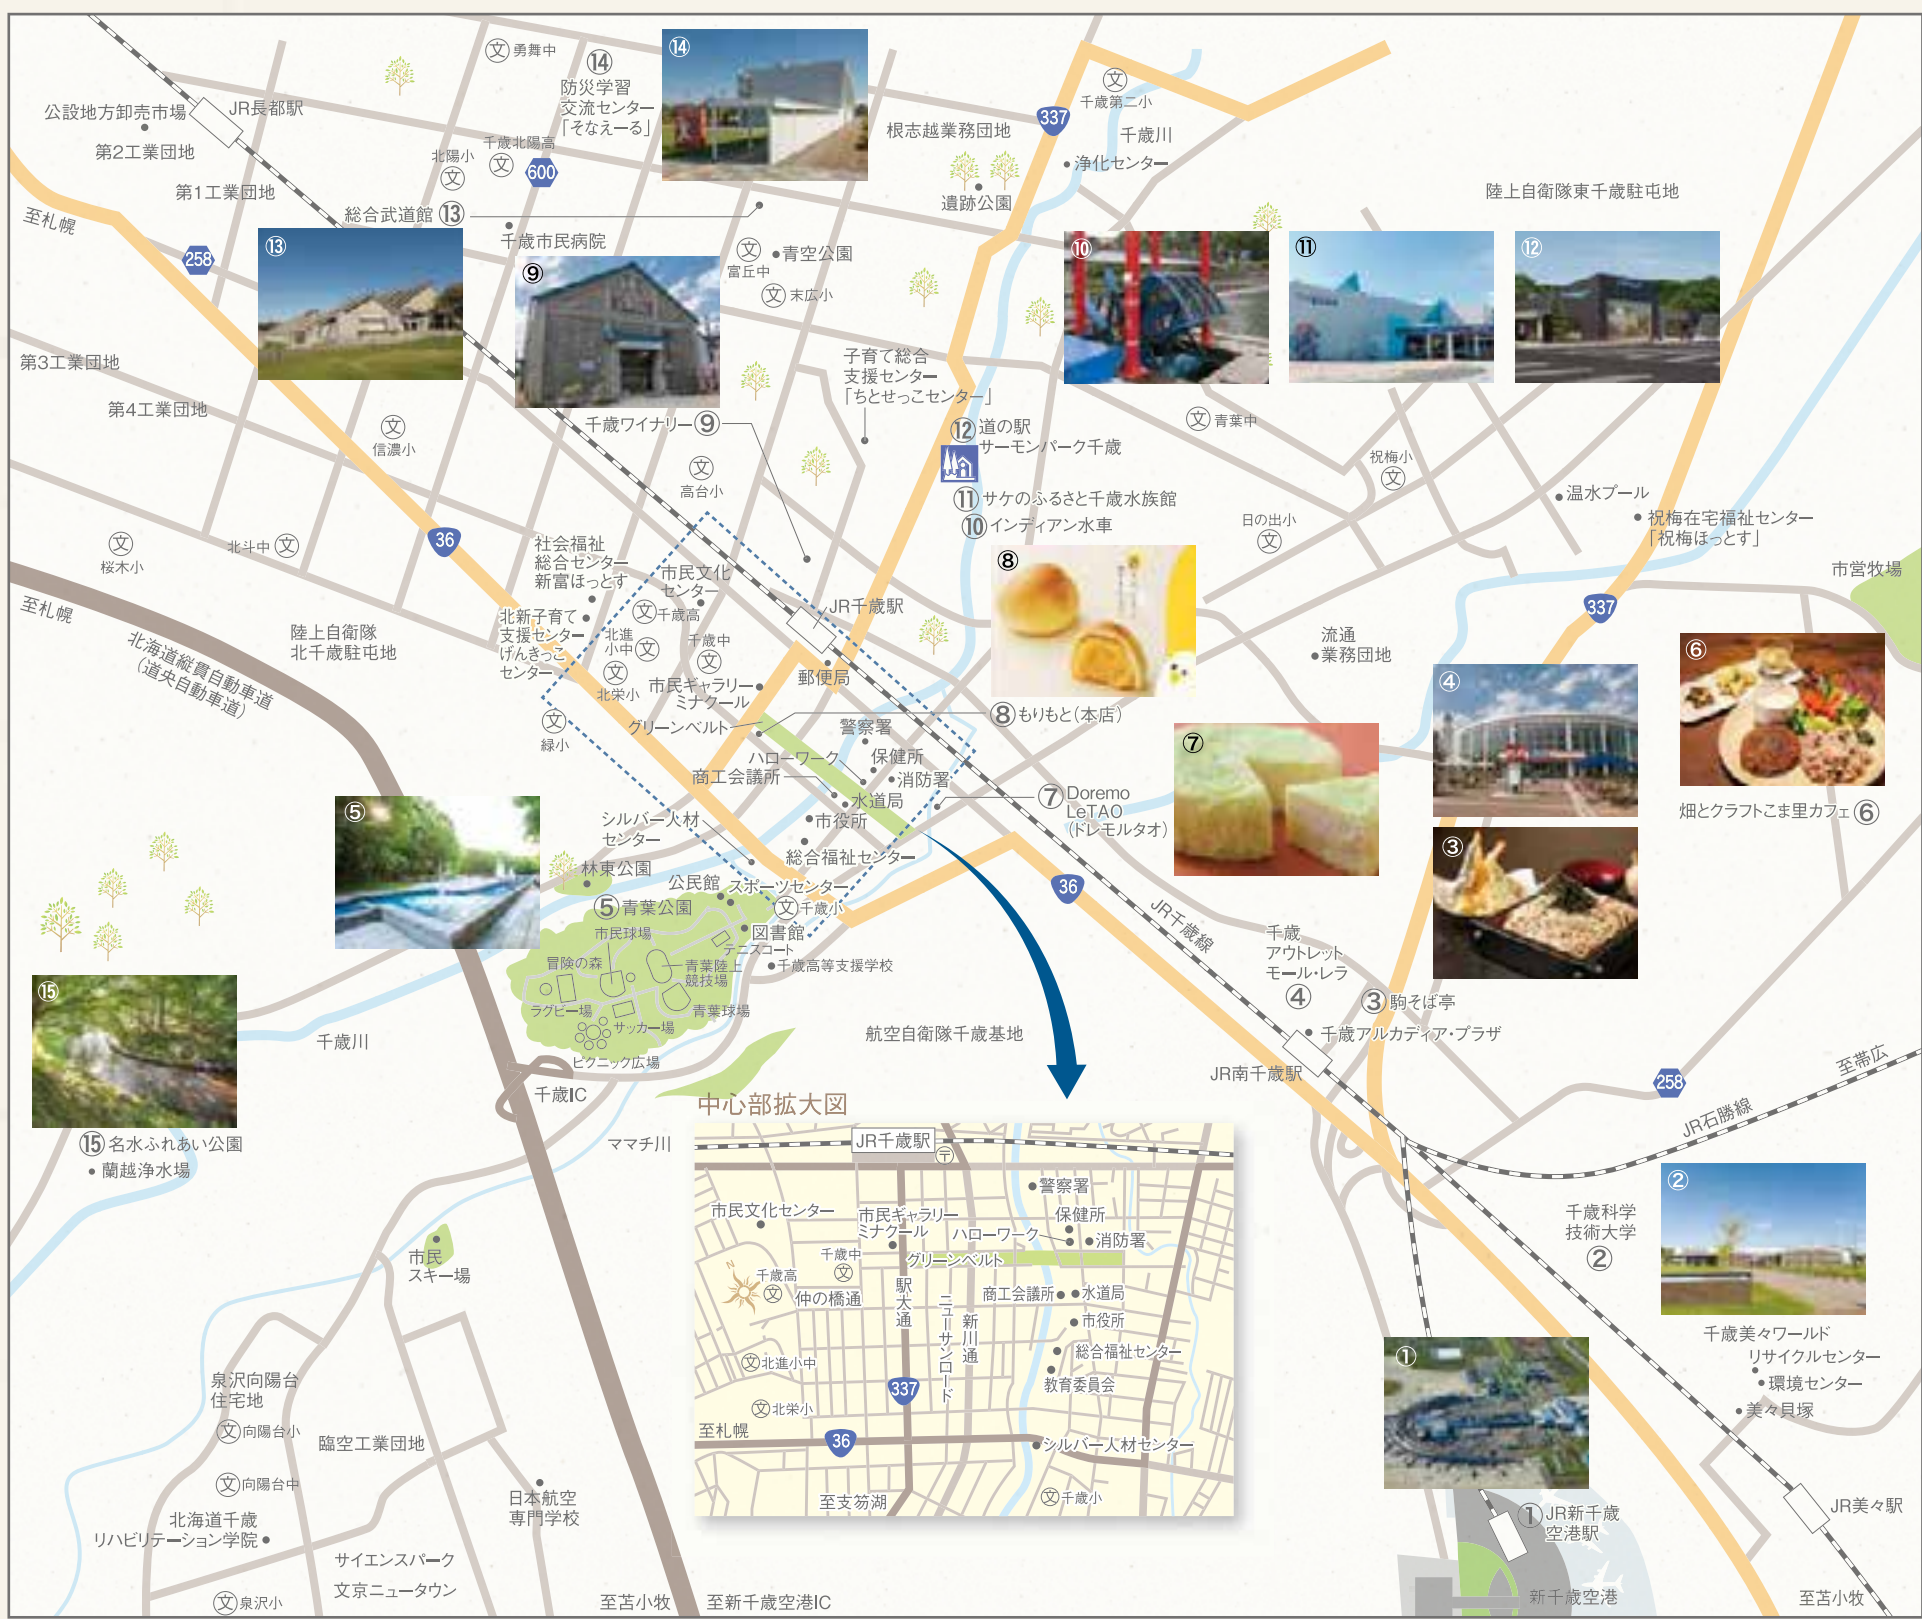 文 勇舞中
⑭
防災学習
交流センター
「そなえーる」
⑭
公設地方卸売市場
JR長都駅
第2工業団地
第1工業団地
北陽小
文
千歳北陽高
文
600
総合武道館 ⑬
千歳市民病院
至札幌
258
⑬
⑨
文
富丘中
青空公園
文 末広小
根志越業務団地
337
文
千歳第二小
千歳川
浄化センター
遺跡公園
陸上自衛隊東千歳駐屯地
⑩
⑪
⑫
第3工業団地
第4工業団地
文
信濃小
千歳ワイナリー ⑨
子育て総合
支援センター
「ちとせっこセンター」
⑫ 道の駅
サーモンパーク千歳
⑪ サケのふるさと千歳水族館
⑩ インディアン水車
文 青葉中
祝梅小
文
日の出小
文
温水プール
祝梅在宅福祉センター
「祝梅ほっとす」
市営牧場
337
文
高台小
文
桜木小
北斗中 文
36
至札幌
北海道縦貫自動車道
(道央自動車道)
陸上自衛隊
北千歳駐屯地
社会福祉
総合センター
新富ほっとす
北新子育て
支援センター
げんきっこ
センター
市民文化
センター
文 千歳高
北進
小中 文
文
北栄小
千歳中
文
市民ギャラリー
ミナクール
グリーンベルト
文
緑小
JR千歳駅
郵便局
⑧
⑧ もりもと(本店)
警察署
ハローワーク
保健所
商工会議所
消防署
水道局
市役所
総合福祉センター
シルバー人材
センター
⑦ Doremo
LeTAO
(ドレモルタオ)
⑦
流通
業務団地
④
③
⑥
畑とクラフトこま里カフェ ⑥
⑤
林東公園
公民館
スポーツセンター
⑤ 青葉公園
文 千歳小
図書館
市民球場
テニスコート
千歳高等支援学校
冒険の森
青葉陸上
競技場
ラグビー場
サッカー場
青葉球場
ピクニック広場
36
JR千歳線
千歳
アウトレット
モール・レラ
④
③ 駒そば亭
千歳アルカディア・プラザ
JR南千歳駅
航空自衛隊千歳基地
千歳川
千歳IC
ママチ川
⑮
⑮ 名水ふれあい公園
蘭越浄水場
258
至帯広
JR石勝線
②
千歳科学
技術大学
②
千歳美々ワールド
リサイクルセンター
環境センター
美々貝塚
①
① JR新千歳
空港駅
新千歳空港
JR美々駅
至苫小牧
市民
スキー場
泉沢向陽台
住宅地
文 向陽台小
臨空工業団地
文 向陽台中
北海道千歳
リハビリテーション学院
日本航空
専門学校
サイエンスパーク
文京ニュータウン
文 泉沢小
至苫小牧
至新千歳空港IC
中心部拡大図
JR千歳駅
〒
警察署
市民文化センター
市民ギャラリー
ミナクール
保健所
ハローワーク
消防署
千歳中
文
グリーンベルト
N
千歳高
文
仲の橋通
駅大通
ニューサンロード
新川通
商工会議所
水道局
市役所
総合福祉センター
教育委員会
文 北進小中
337
文 北栄小
至札幌
36
シルバー人材センター
至支笏湖
文 千歳小